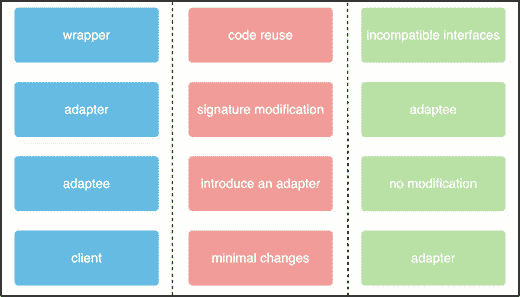 wrapper
code reuse
incompatible interfaces
adapter
signature modification
adaptee
adaptee
introduce an adapter
no modification
client
minimal changes
adapter